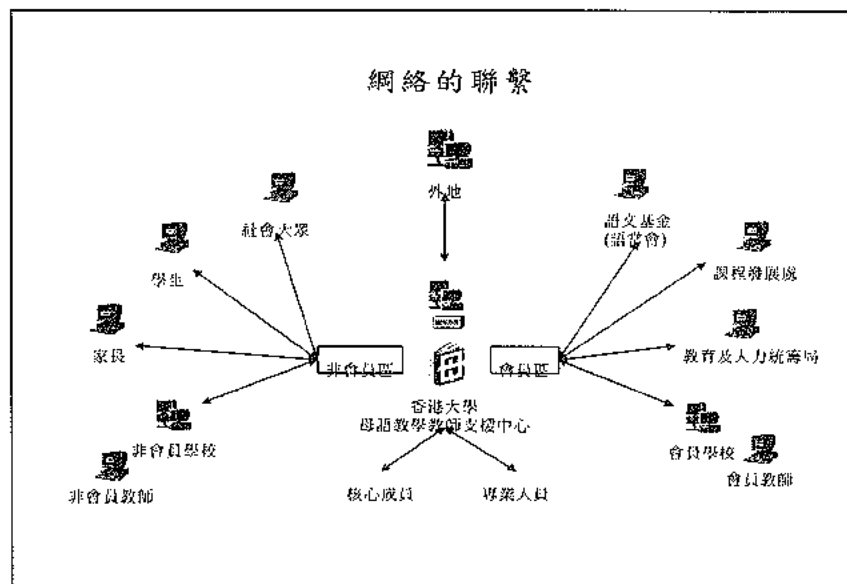 網絡的聯繫
外地
社會大眾
語文基金
(語常會)
學生
課程發展處
家長
非會員區
會員區
教育及人力統籌局
香港大學
母語教學教師支援中心
非會員學校
會員學校
非會員教師
會員教師
核心成員
專業人員